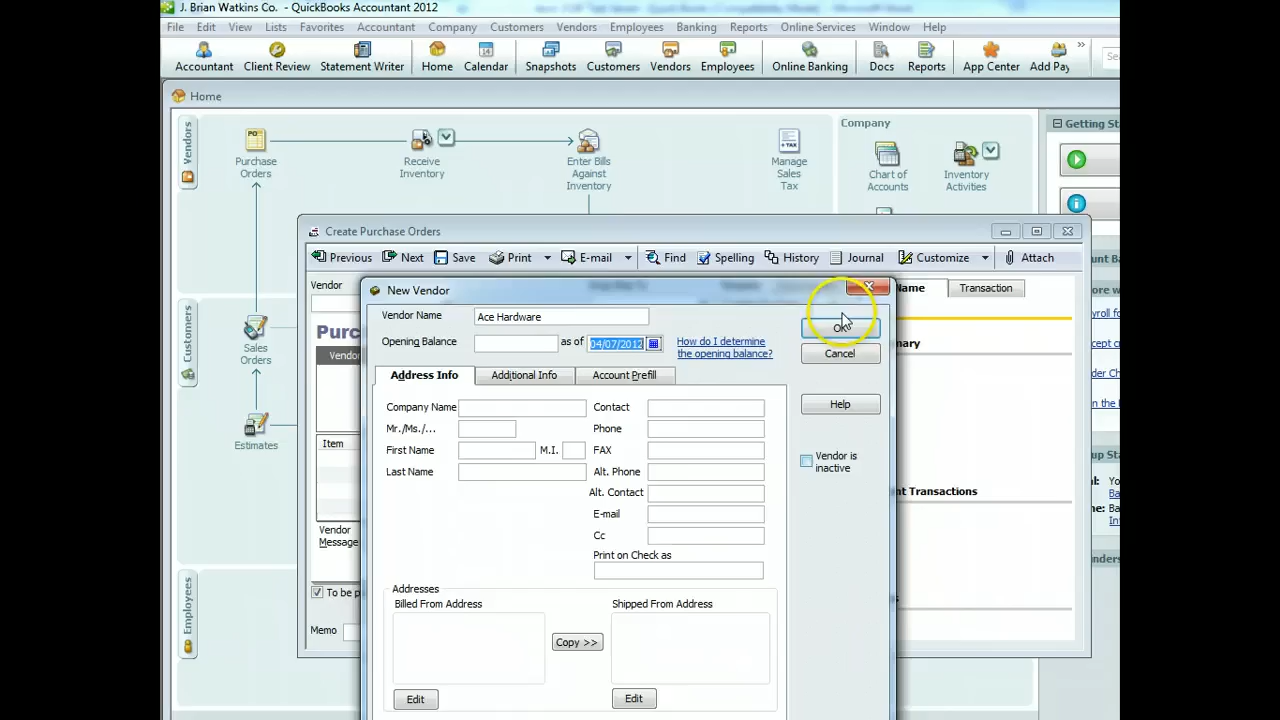 J. Brian Watkins Co. - QuickBooks Accountant 2012
File Edit View Lists Favorites Accountant Company Customers Vendors Employees Banking Reports Online Services Window Help
Accountant Client Review Statement Writer Home Calendar Snapshots Customers Vendors Employees Online Banking Docs Reports App Center Add Pay
Home
Vendors
Purchase
Orders
Receive
Inventory
Enter Bills
Against
Inventory
Manage
Sales
Tax
Company
Chart of
Accounts
Inventory
Activities
Getting St
Customers
Sales
Orders
Estimates
Employees
Create Purchase Orders
Previous Next Save Print E-mail Find Spelling History Journal Customize Attach
Vendor
Purc
Vendo
Item
Vendor
Message
To be p
Memo
Name Transaction
mary
nt Transactions
New Vendor
Vendor Name Ace Hardware
Opening Balance as of 04/07/2012
How do I determine
the opening balance?
OK
Cancel
Help
Vendor is
inactive
Address Info Additional Info Account Prefill
Company Name
Mr./Ms./...
First Name M.I.
Last Name
Contact
Phone
FAX
Alt. Phone
Alt. Contact
E-mail
Cc
Print on Check as
Addresses
Billed From Address
Shipped From Address
Copy >>
Edit
Edit